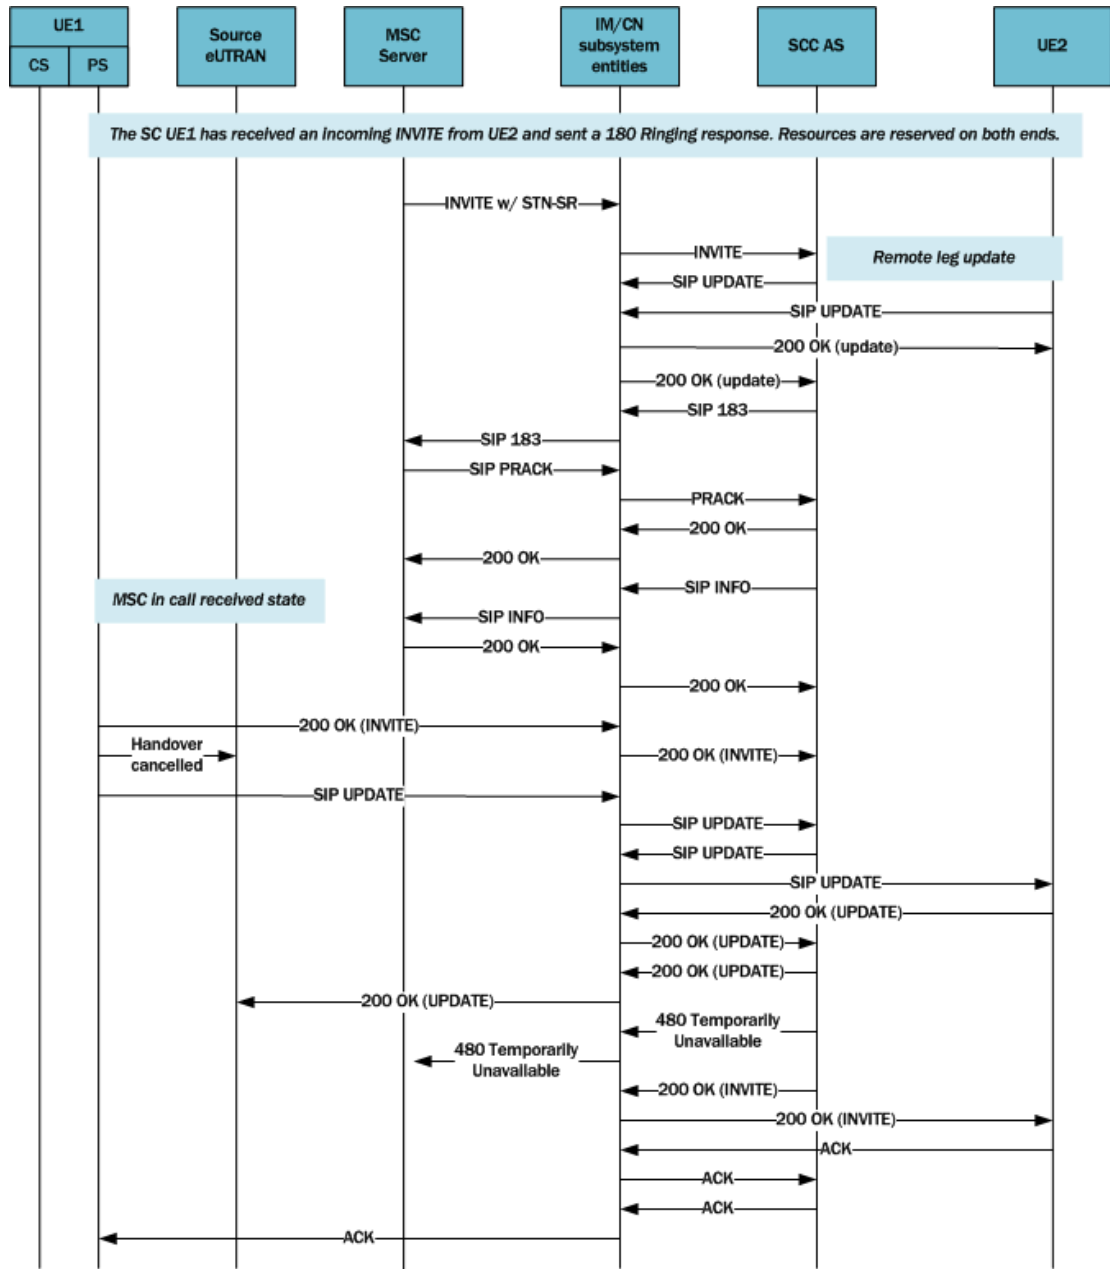 UE1
CS
PS
Source
eUTRAN
MSC
Server
IM/CN
subsystem
entities
SCC AS
UE2
The SC UE1 has received an incoming INVITE from UE2 and sent a 180 Ringing response. Resources are reserved on both ends.
INVITE w/ STN-SR
INVITE
Remote leg update
SIP UPDATE
SIP UPDATE
200 OK (update)
200 OK (update)
SIP 183
SIP 183
SIP PRACK
PRACK
200 OK
200 OK
SIP INFO
MSC in call received state
SIP INFO
200 OK
200 OK
200 OK (INVITE)
Handover
cancelled
200 OK (INVITE)
SIP UPDATE
SIP UPDATE
SIP UPDATE
SIP UPDATE
200 OK (UPDATE)
200 OK (UPDATE)
200 OK (UPDATE)
200 OK (UPDATE)
480 Temporarily
Unavailable
480 Temporarily
Unavailable
200 OK (INVITE)
200 OK (INVITE)
ACK
ACK
ACK
ACK